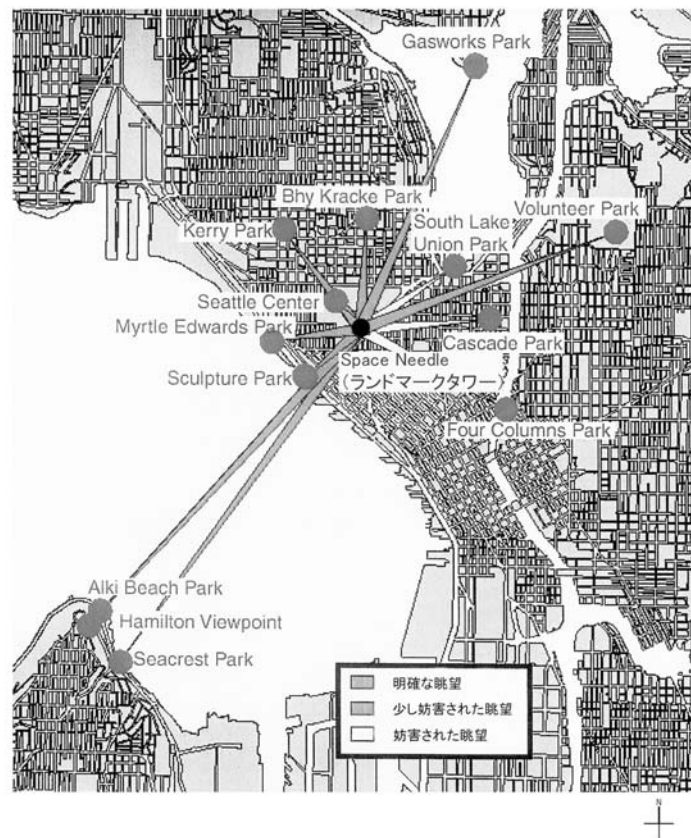 Gasworks Park
Bhy Kracke Park
Volunteer Park
Kerry Park
South Lake
Union Park
Seattle Center
Myrtle Edwards Park
Cascade Park
Space Needle
(ランドマークタワー)
Sculpture Park
Four Columns Park
Alki Beach Park
Hamilton Viewpoint
Seacrest Park
明確な眺望
少し妨害された眺望
妨害された眺望
N